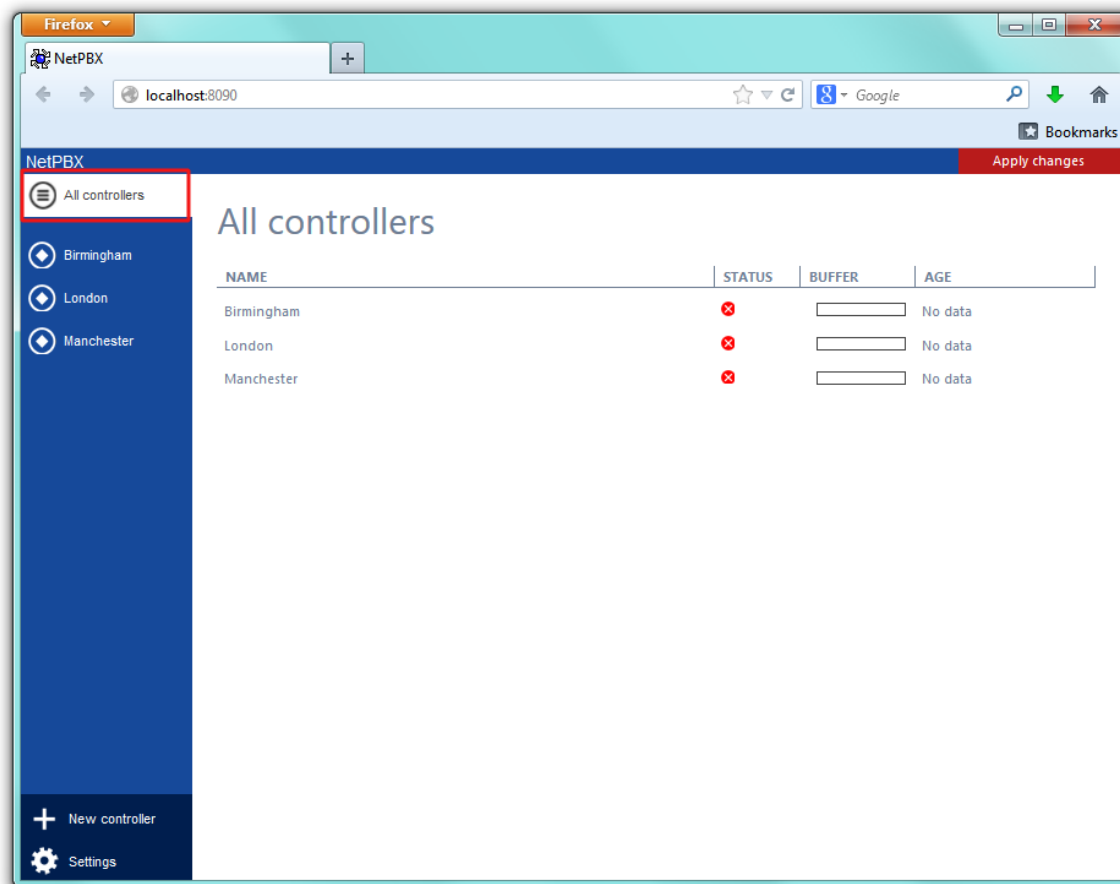 Firefox
NetPBX
localhost:8090
Google
Bookmarks
NetPBX
Apply changes
All controllers
Birmingham
London
Manchester
All controllers
NAME STATUS BUFFER AGE
Birmingham No data
London No data
Manchester No data
New controller
Settings